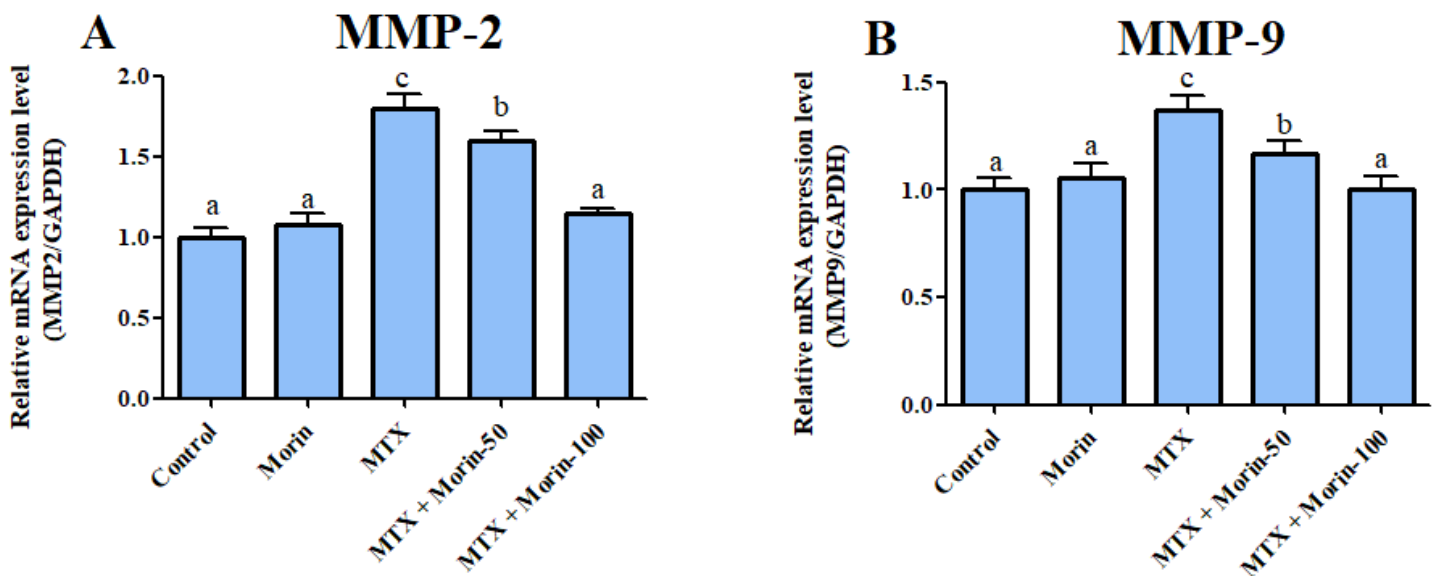 A
MMP-2
Relative mRNA expression level
(MMP2/GAPDH)
2.0
1.5
1.0
0.5
0.0
a
a
c
b
a
Control
Morin
MTX
MTX + Morin-50
MTX + Morin-100
B
MMP-9
Relative mRNA expression level
(MMP9/GAPDH)
1.5
1.0
0.5
0.0
a
a
c
b
a
Control
Morin
MTX
MTX + Morin-50
MTX + Morin-100